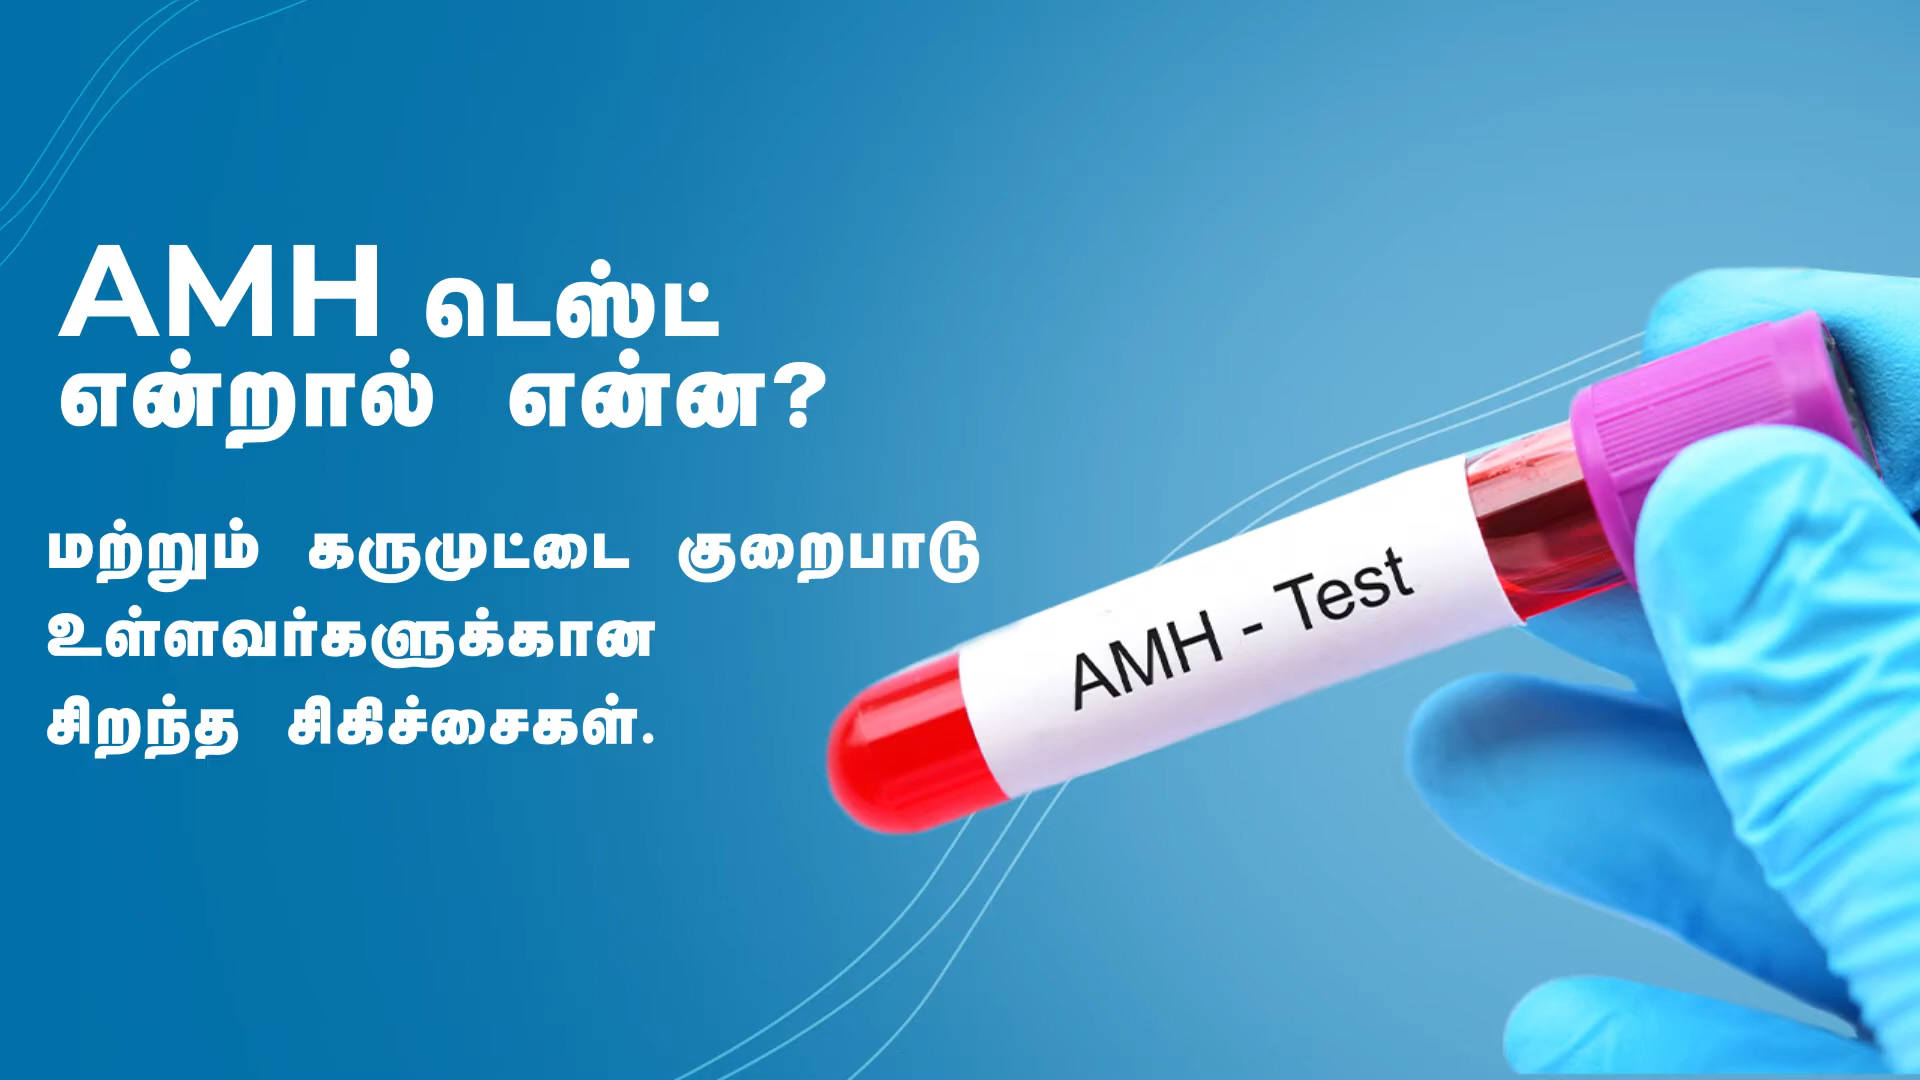 AMH டெஸ்ட்
என்றால் என்ன?
மற்றும் கருமுட்டை குறைபாடு
உள்ளவர்களுக்கான
சிறந்த சிகிச்சைகள்.
AMH - Test